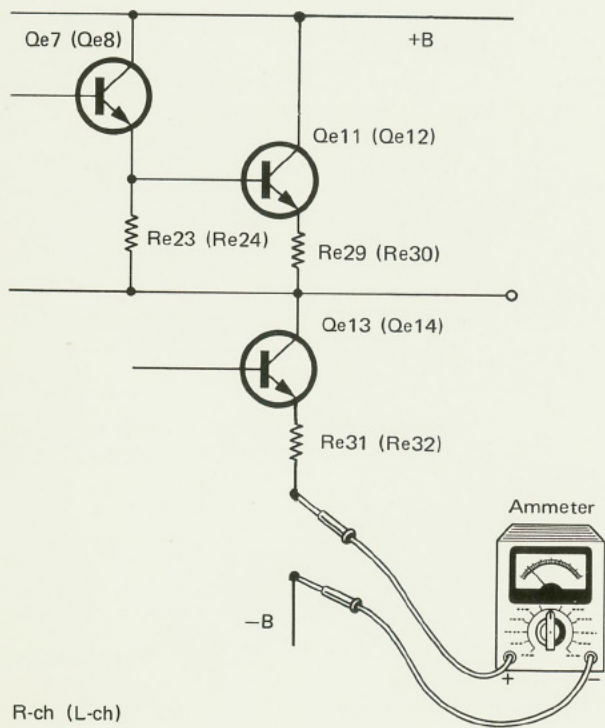 Qe7 (Qe8)
+B
Qe11 (Qe12)
Re23 (Re24)
Re29 (Re30)
Qe13 (Qe14)
Re31 (Re32)
Ammeter
−B
+ −
R-ch (L-ch)